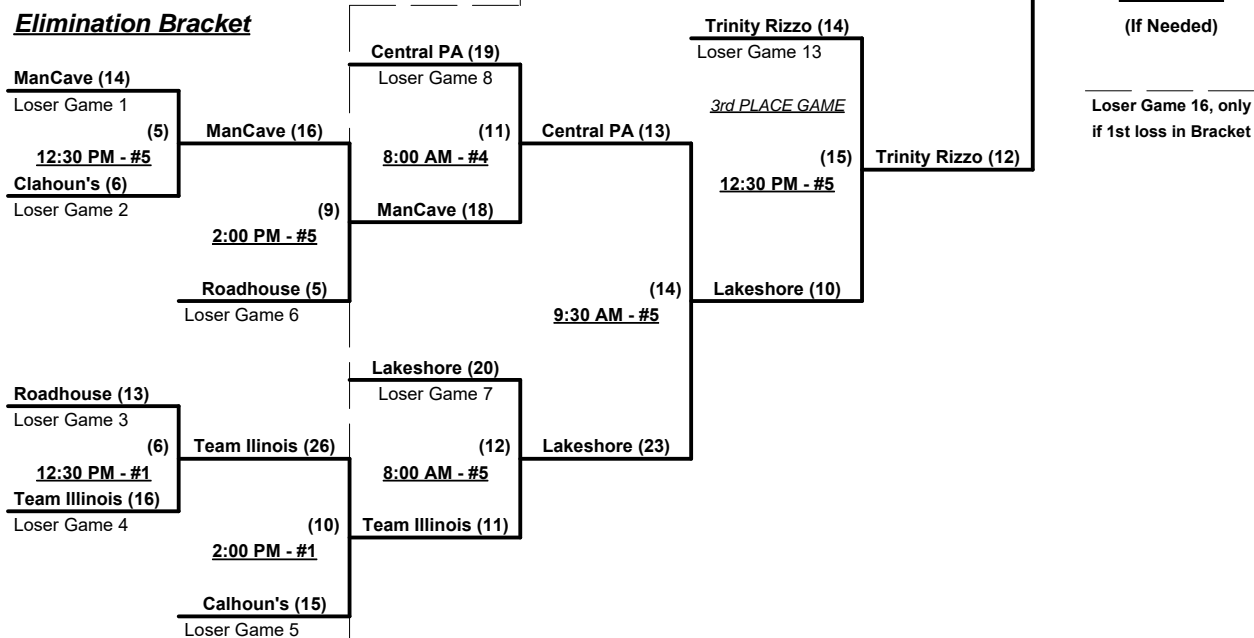 Elimination Bracket
Trinity Rizzo (14)
(If Needed)
Central PA (19)
Loser Game 13
ManCave (14)
Loser Game 8
Loser Game 1
3rd PLACE GAME
Loser Game 16, only
if 1st loss in Bracket
(5)
ManCave (16)
(11)
Central PA (13)
12:30 PM - #5
8:00 AM - #4
(15)
Trinity Rizzo (12)
Clahoun's (6)
12:30 PM - #5
Loser Game 2
(9)
ManCave (18)
2:00 PM - #5
Roadhouse (5)
(14)
Lakeshore (10)
Loser Game 6
9:30 AM - #5
Lakeshore (20)
Roadhouse (13)
Loser Game 7
Loser Game 3
(6)
Team Ilinois (26)
(12)
Lakeshore (23)
12:30 PM - #1
8:00 AM - #5
Team Illinois (16)
Loser Game 4
(10)
Team Illinois (11)
2:00 PM - #1
Calhoun's (15)
Loser Game 5